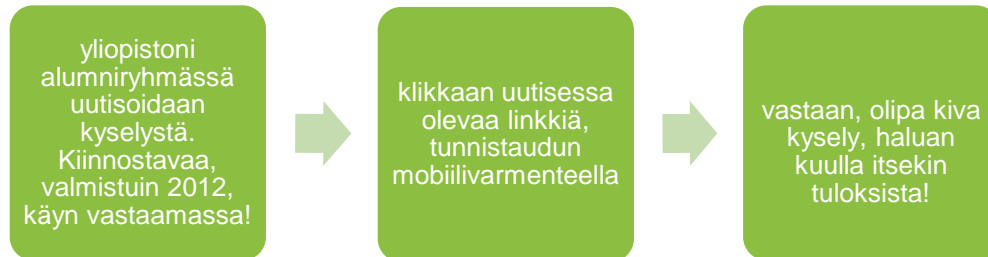 yliopistoni
alumniryhmässä
uutisoidaan
kyselystä.
Kiinnostavaa,
valmistuin 2012,
käyn vastaamassa!
klikkaan uutisessa
olevaa linkkiä,
tunnistaudun
mobiilivarmenteella
vastaan, olipa kiva
kysely, haluan
kuulla itsekin
tuloksista!